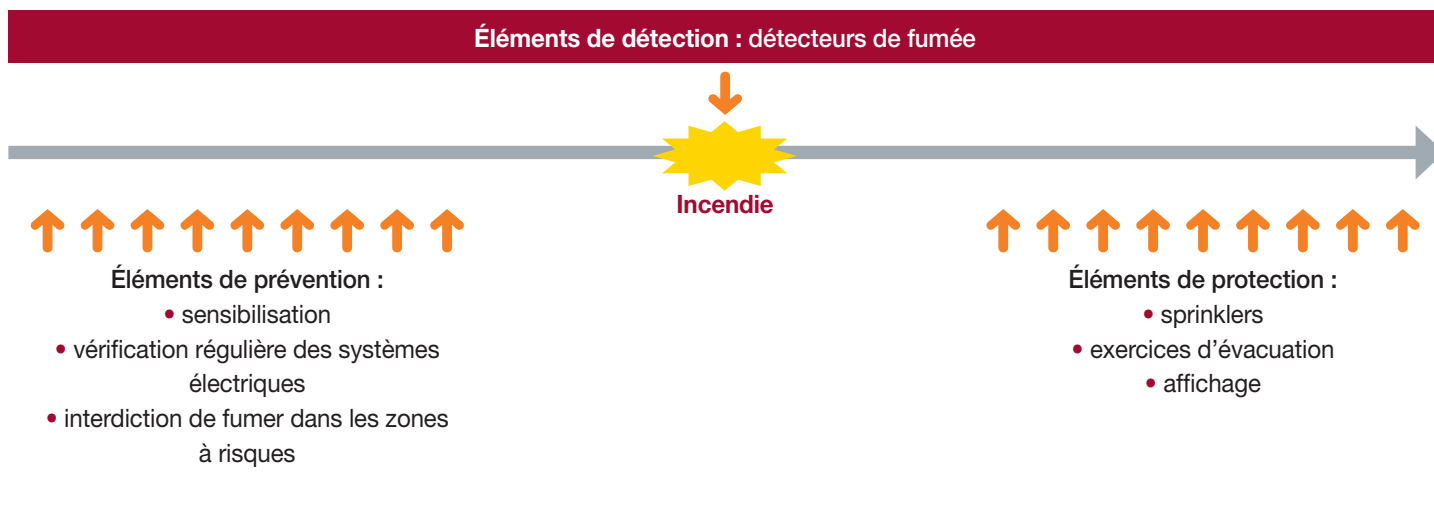 Éléments de détection : détecteurs de fumée
Incendie
Éléments de prévention :
• sensibilisation
• vérification régulière des systèmes
électriques
• interdiction de fumer dans les zones
à risques
Éléments de protection :
• sprinklers
• exercices d’évacuation
• affichage